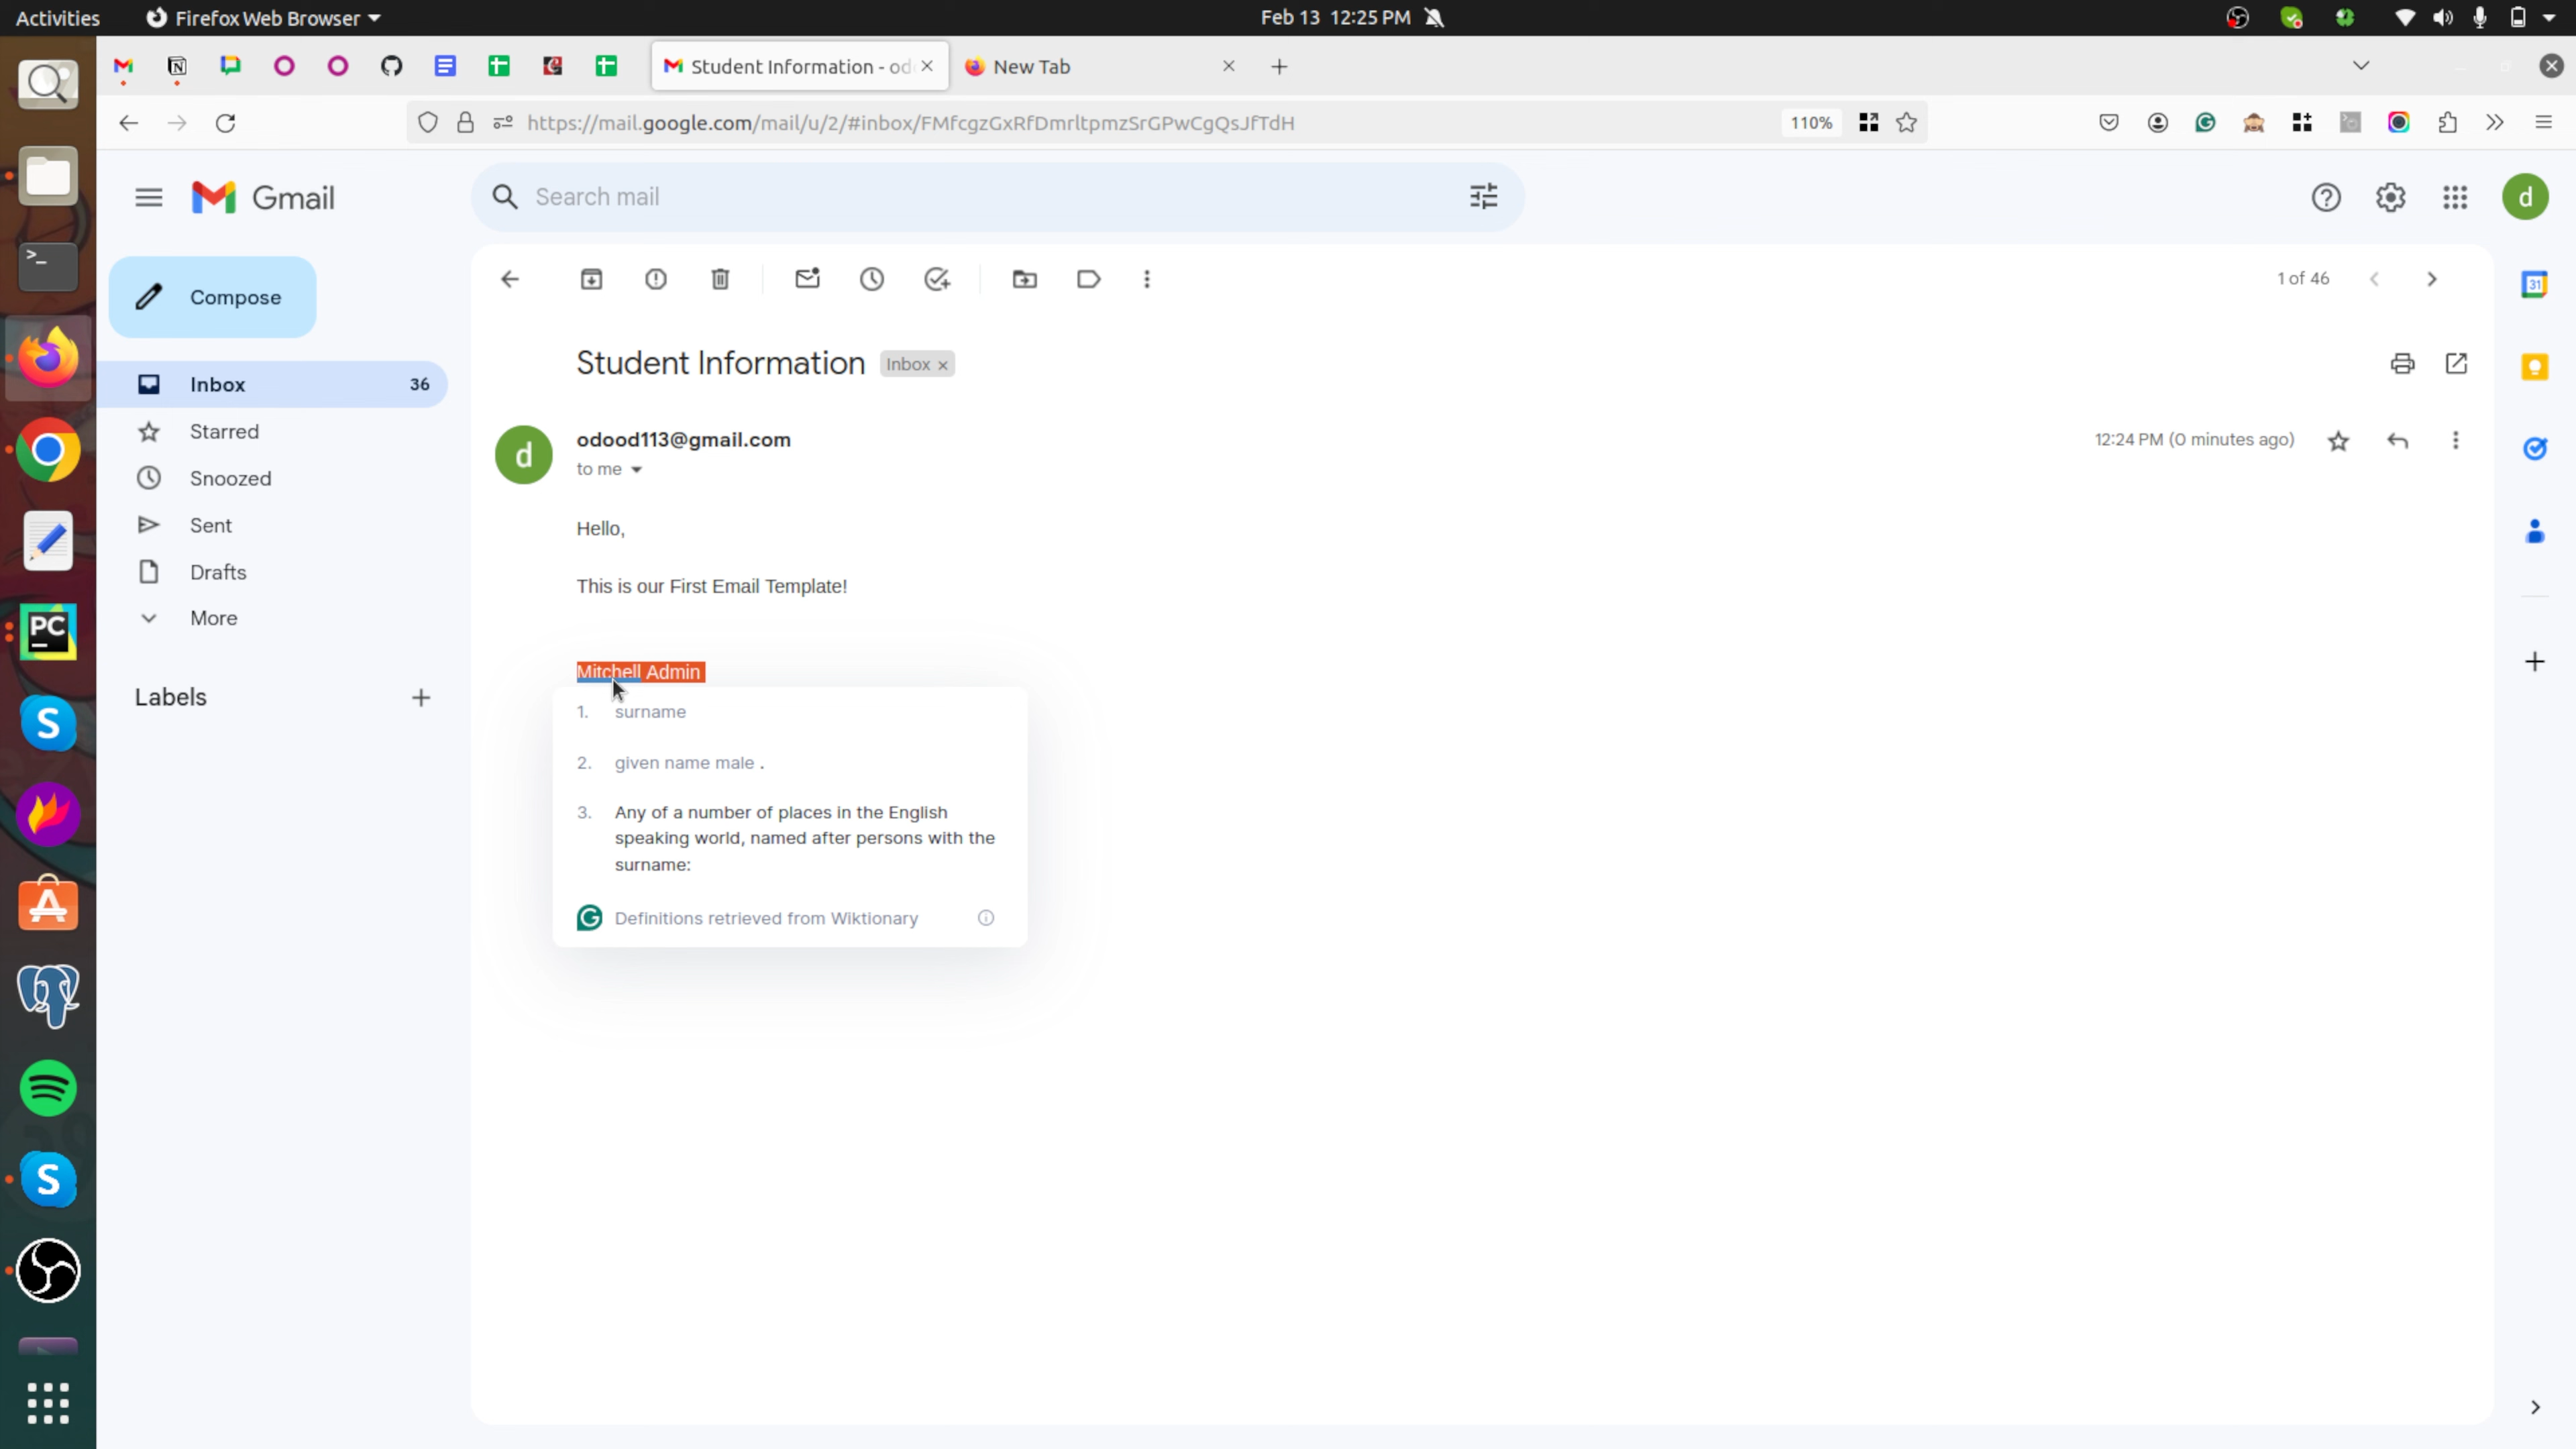 Activities
Firefox Web Browser
Feb 13 12:25 PM
Student Information - od
New Tab
https://mail.google.com/mail/u/2/#inbox/FMfcgzGxRfDmrltpmzSrGPwCgQsJfTdH
110%
Gmail
Search mail
d
Compose
1 of 46
Student Information
Inbox ×
Inbox 36
Starred
Snoozed
Sent
Drafts
More
Labels
d
odood113@gmail.com
to me
12:24 PM (0 minutes ago)
Hello,
This is our First Email Template!
Mitchell Admin
1. surname
2. given name male .
3. Any of a number of places in the English
speaking world, named after persons with the
surname:
Definitions retrieved from Wiktionary
PC
31